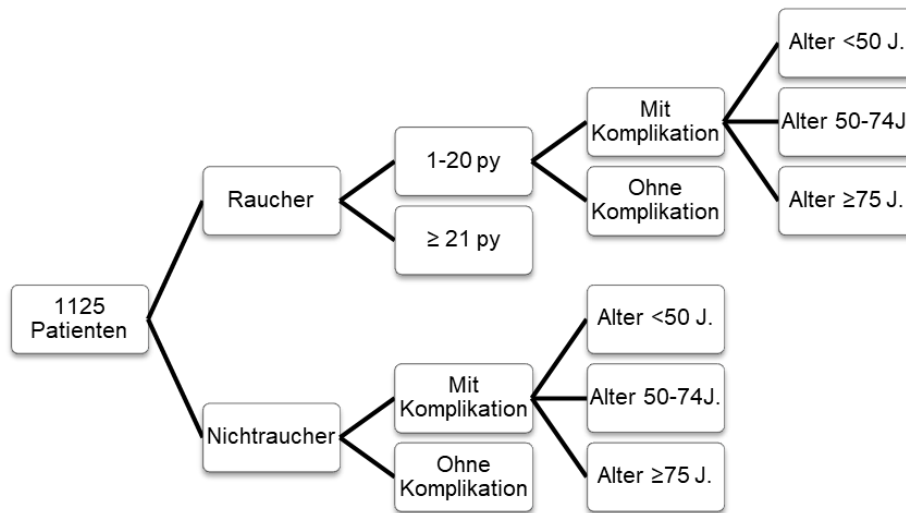 1125
Patienten
Raucher
1-20 py
Mit
Komplikation
Alter <50 J.
Alter 50-74J.
Alter ≥75 J.
Ohne
Komplikation
≥ 21 py
Nichtraucher
Mit
Komplikation
Alter <50 J.
Alter 50-74J.
Alter ≥75 J.
Ohne
Komplikation